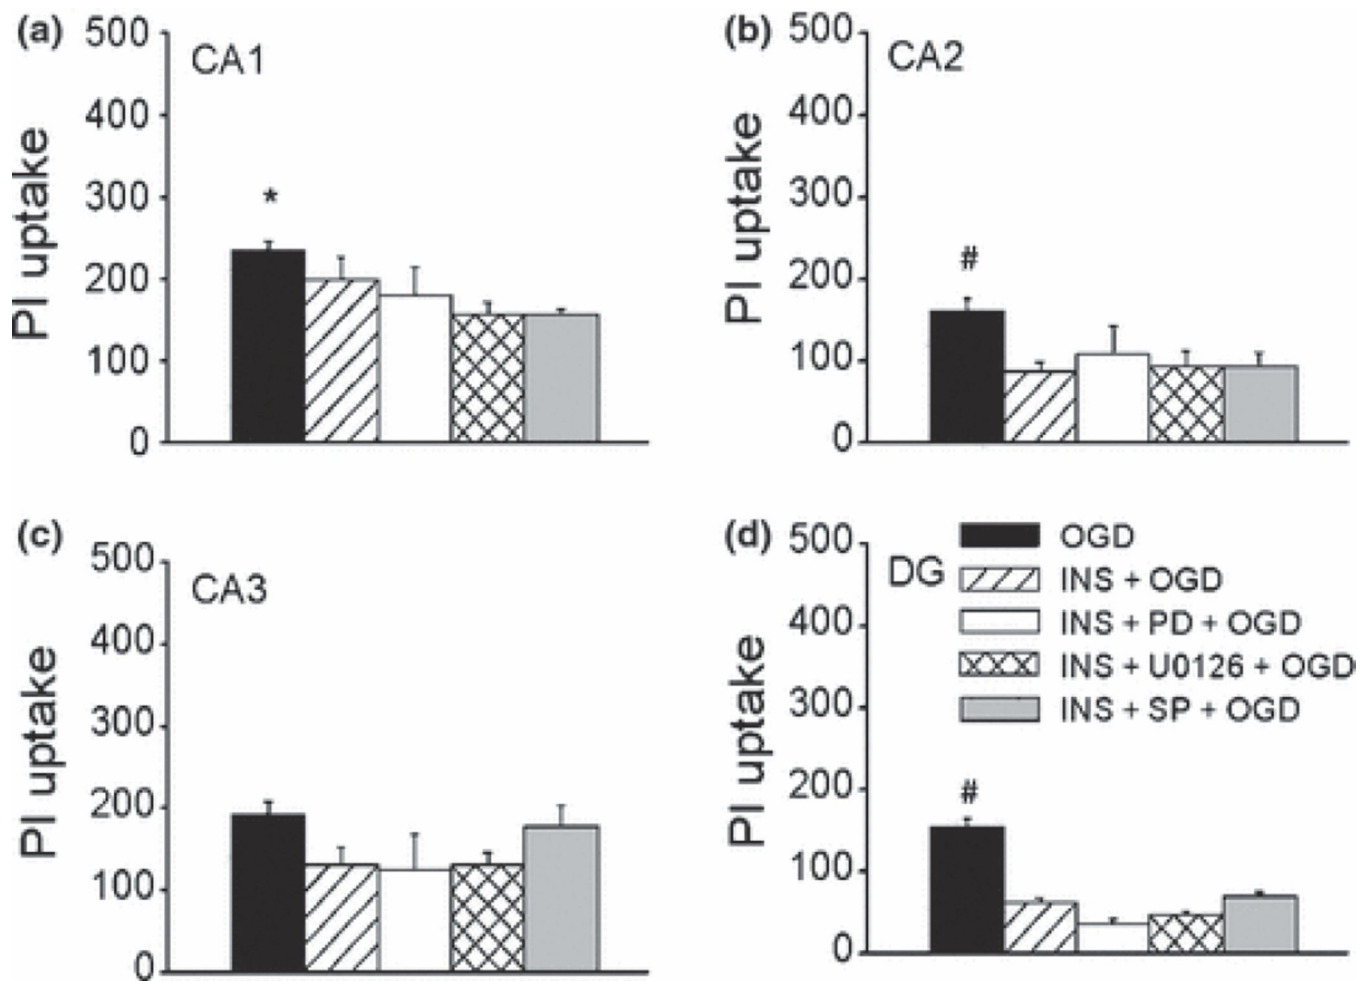 (a)
500
400
300
200
100
0
PI uptake
CA1
*
(b)
500
400
300
200
100
0
PI uptake
CA2
#
(c)
500
400
300
200
100
0
PI uptake
CA3
(d)
500
400
300
200
100
0
PI uptake
DG
OGD
INS + OGD
INS + PD + OGD
INS + U0126 + OGD
INS + SP + OGD
#